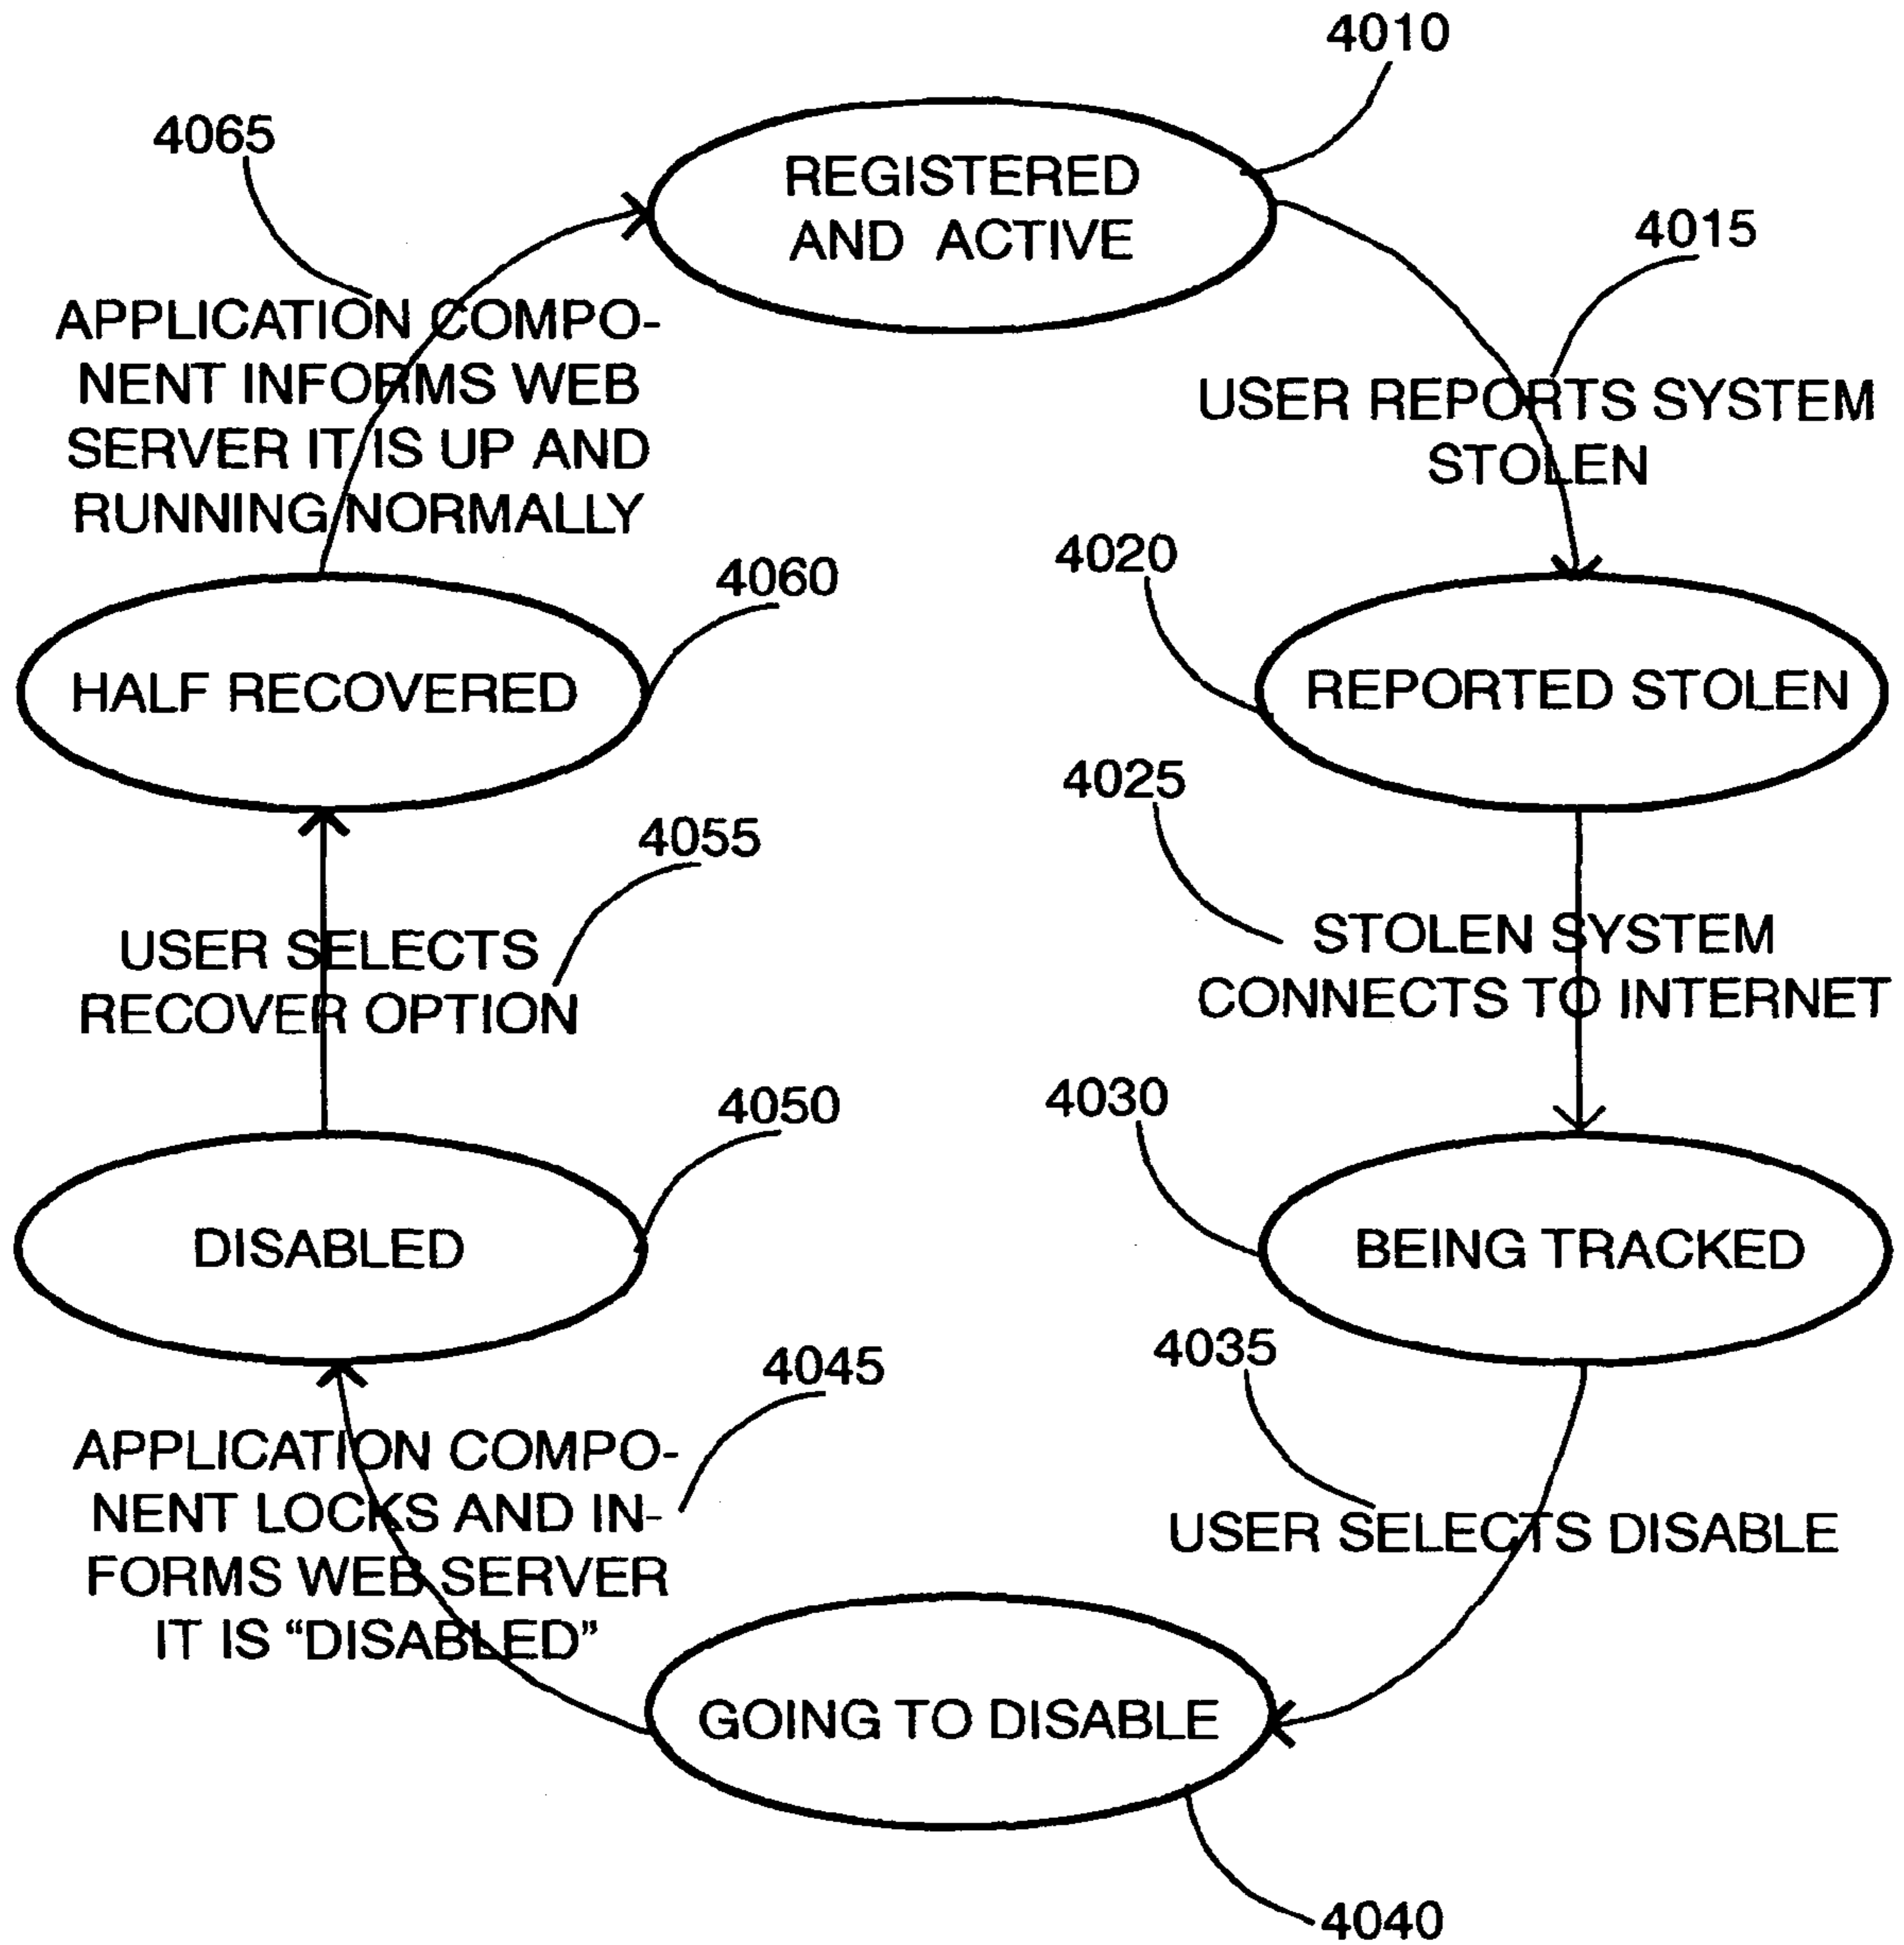 4010
4065
REGISTERED
AND ACTIVE
4015
APPLICATION COMPO-
NENT INFORMS WEB
SERVER IT IS UP AND
RUNNING NORMALLY
USER REPORTS SYSTEM
STOLEN
4020
4060
HALF RECOVERED
REPORTED STOLEN
4025
4055
USER SELECTS
RECOVER OPTION
STOLEN SYSTEM
CONNECTS TO INTERNET
4030
4050
DISABLED
BEING TRACKED
4035
4045
APPLICATION COMPO-
NENT LOCKS AND IN-
FORMS WEB SERVER
IT IS “DISABLED”
USER SELECTS DISABLE
GOING TO DISABLE
4040